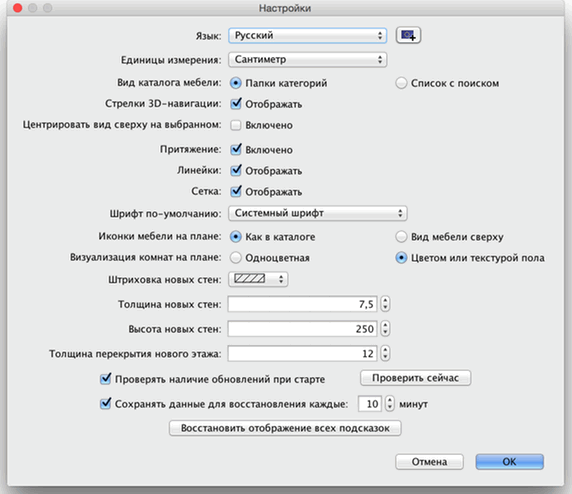 Настройки
Язык: Русский
Единицы измерения: Сантиметр
Вид каталога мебели: Папки категорий Список с поиском
Стрелки 3D-навигации: Отображать
Центрировать вид сверху на выбранном: Включено
Притяжение: Включено
Линейки: Отображать
Сетка: Отображать
Шрифт по-умолчанию: Системный шрифт
Иконки мебели на плане: Как в каталоге Вид мебели сверху
Визуализация комнат на плане: Одноцветная Цветом или текстурой пола
Штриховка новых стен:
Толщина новых стен: 7,5
Высота новых стен: 250
Толщина перекрытия нового этажа: 12
Проверять наличие обновлений при старте Проверить сейчас
Сохранять данные для восстановления каждые: 10 минут
Восстановить отображение всех подсказок
Отмена OK